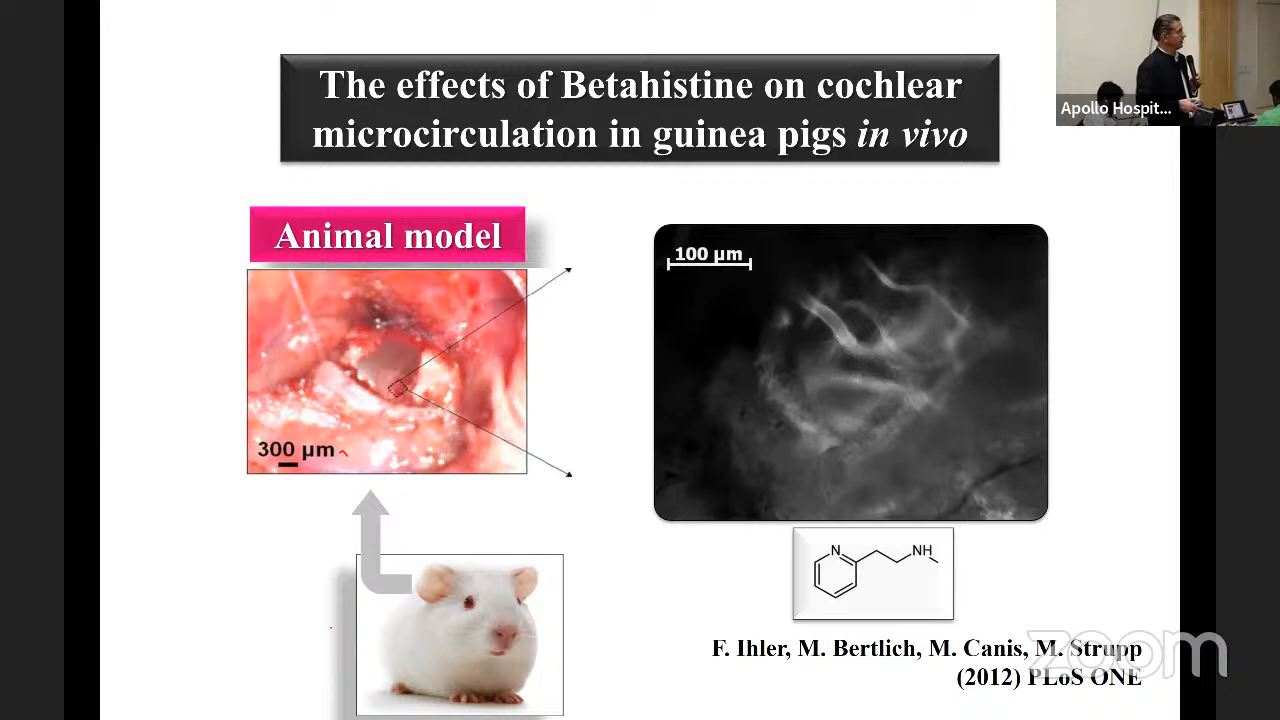 The effects of Betahistine on cochlear
microcirculation in guinea pigs in vivo
Apollo Hospit...
Animal model
300 µm
100 µm
N
NH
F. Ihler, M. Bertlich, M. Canis, M. Strupp
(2012) PLoS ONE
zoom